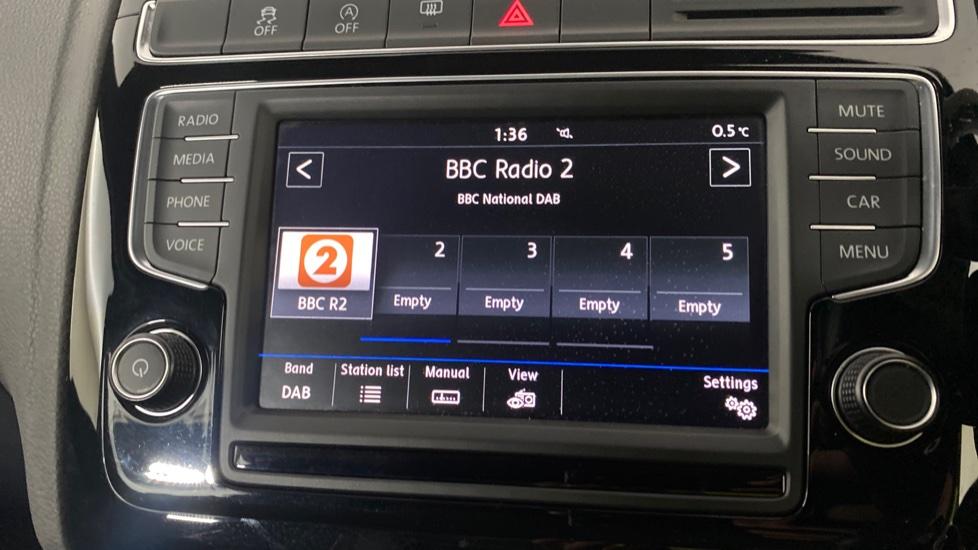 OFF
OFF
RADIO
MEDIA
PHONE
VOICE
1:36
0.5°C
<
BBC Radio 2
>
BBC National DAB
2
BBC R2
2
Empty
3
Empty
4
Empty
5
Empty
Band
DAB
Station list
Manual
View
Settings
MUTE
SOUND
CAR
MENU